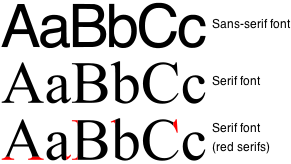 AaBbCc Sans-serif font
AaBbCc Serif font
AaBbCc Serif font
(red serifs)